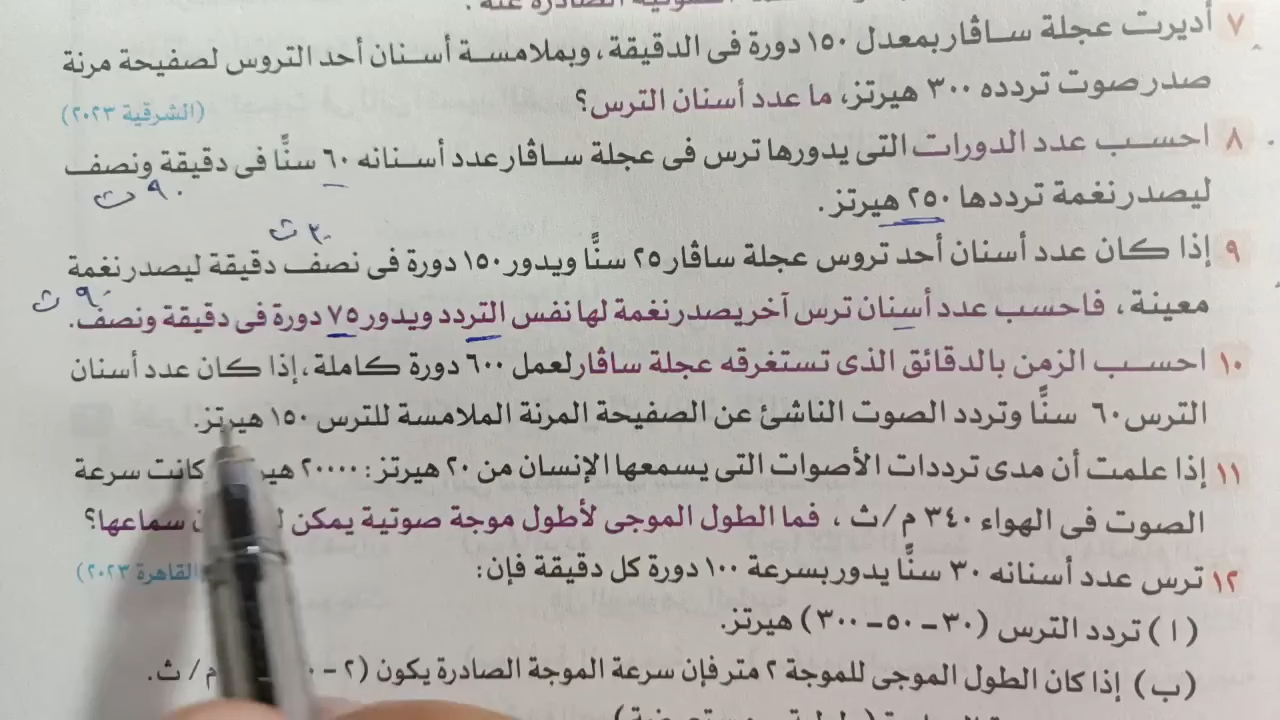 ٧ أديرت عجلة ساڤار بمعدل ١٥٠ دورة فى الدقيقة، وبملامسة أسنان أحد التروس لصفيحة مرنة
صدر صوت تردده ٣٠٠ هيرتز، ما عدد أسنان الترس؟
(الشرقية ٢٠٢٣)
٨ احسب عدد الدورات التى يدورها ترس فى عجلة ساڤار عدد أسنانه ٦٠ سنًّا فى دقيقة ونصف
٩٠ ث
ليصدر نغمة ترددها ٢٥٠ هيرتز.
٣٠ ث
٩ إذا كان عدد أسنان أحد تروس عجلة ساڤار ٢٥ سنًّا ويدور ١٥٠ دورة فى نصف دقيقة ليصدر نغمة
٩٠ ث
معينة، فاحسب عدد أسنان ترس آخر يصدر نغمة لها نفس التردد ويدور ٧٥ دورة فى دقيقة ونصف.
١٠ احسب الزمن بالدقائق الذى تستغرقه عجلة ساڤار لعمل ٦٠٠ دورة كاملة، إذا كان عدد أسنان
الترس ٦٠ سنًّا وتردد الصوت الناشئ عن الصفيحة المرنة الملامسة للترس ١٥٠ هيرتز.
١١ إذا علمت أن مدى ترددات الأصوات التى يسمعها الإنسان من ٢٠ هيرتز: ٢٠٠٠٠ كانت سرعة
الصوت فى الهواء ٣٤٠ م/ث، فما الطول الموجى لأطول موجة صوتية يمكن سماعها؟
(القاهرة ٢٠٢٣)
١٢ ترس عدد أسنانه ٣٠ سنًّا يدور بسرعة ١٠٠ دورة كل دقيقة فإن:
(١) تردد الترس (٣٠ – ٥٠ – ٣٠٠) هيرتز.
(ب) إذا كان الطول الموجى للموجة ٢ متر فإن سرعة الموجة الصادرة يكون (٢ – م/ث.